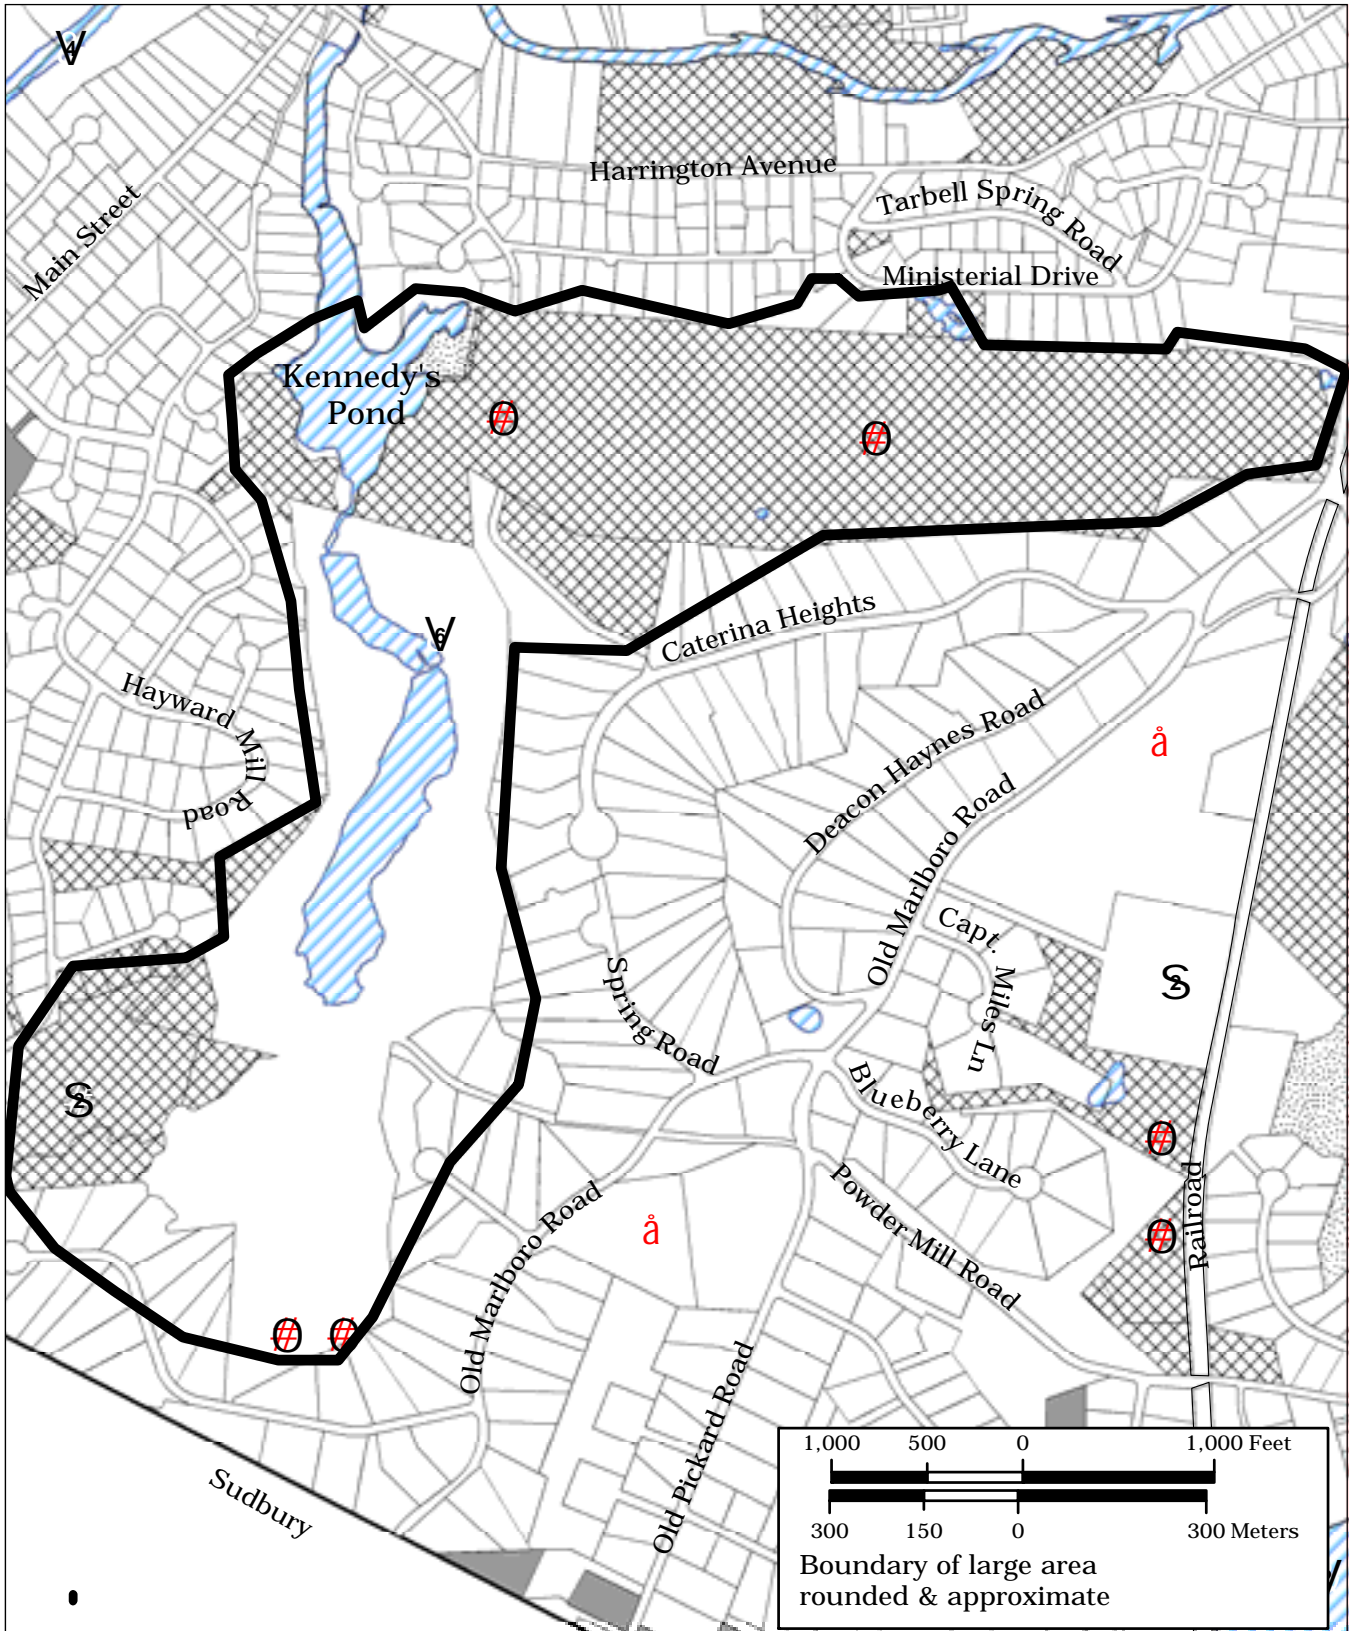 Harrington Avenue
Tarbell Spring Road
Main Street
Ministerial Drive
Kennedy's
Pond
Caterina Heights
Hayward Mill Road
Deacon Haynes Road
å
Old Marlboro Road
Capt. Miles Ln
Spring Road
Blueberry Lane
Powder Mill Road
Railroad
å
Old Marlboro Road
Old Pickard Road
Sudbury
1,000 500 0 1,000 Feet
300 150 0 300 Meters
Boundary of large area
rounded & approximate